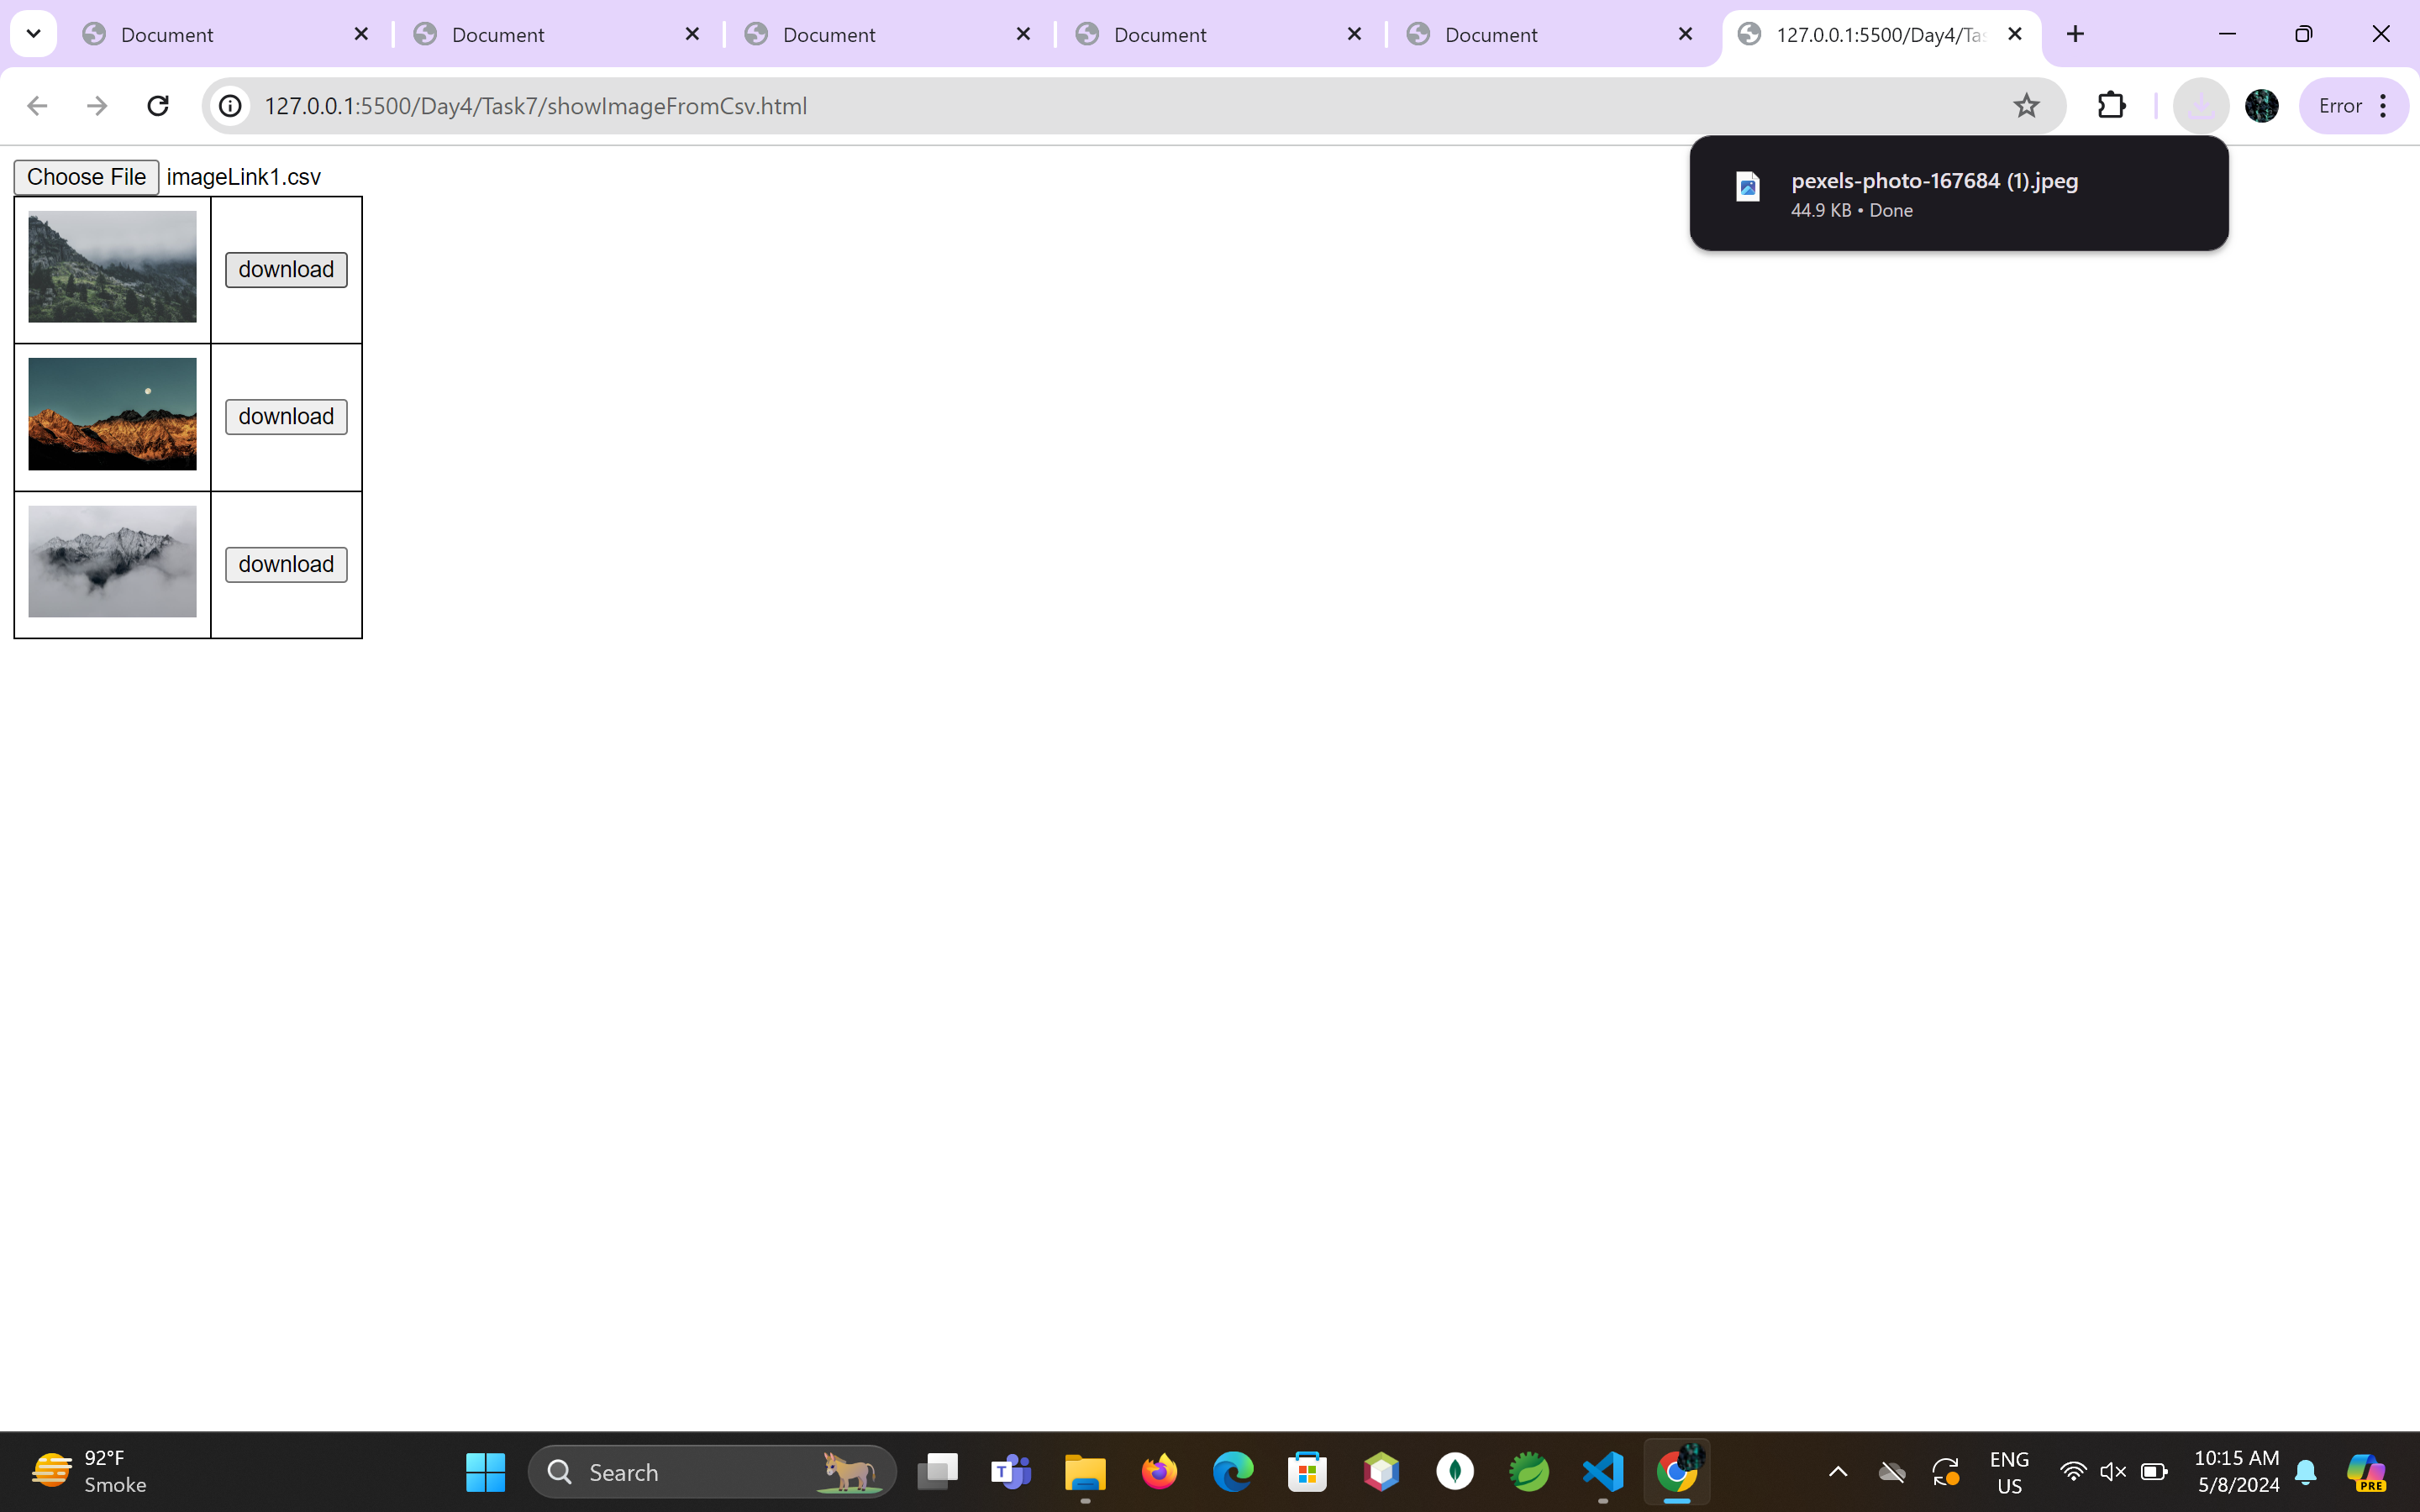 Document
Document
Document
Document
Document
127.0.0.1:5500/Day4/Tas
127.0.0.1:5500/Day4/Task7/showImageFromCsv.html
Error
pexels-photo-167684 (1).jpeg
44.9 KB • Done
Choose File imageLink1.csv
download
download
download
92°F
Smoke
Search
T
ENG
US
10:15 AM
5/8/2024
PRE